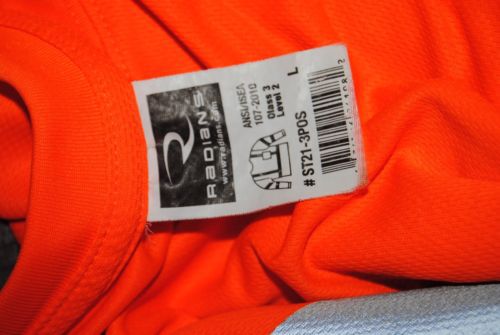 RADIANS
www.radians.com
ANSI/ISEA
107-2010
Class 3
Level 2
L
# ST21-3POS